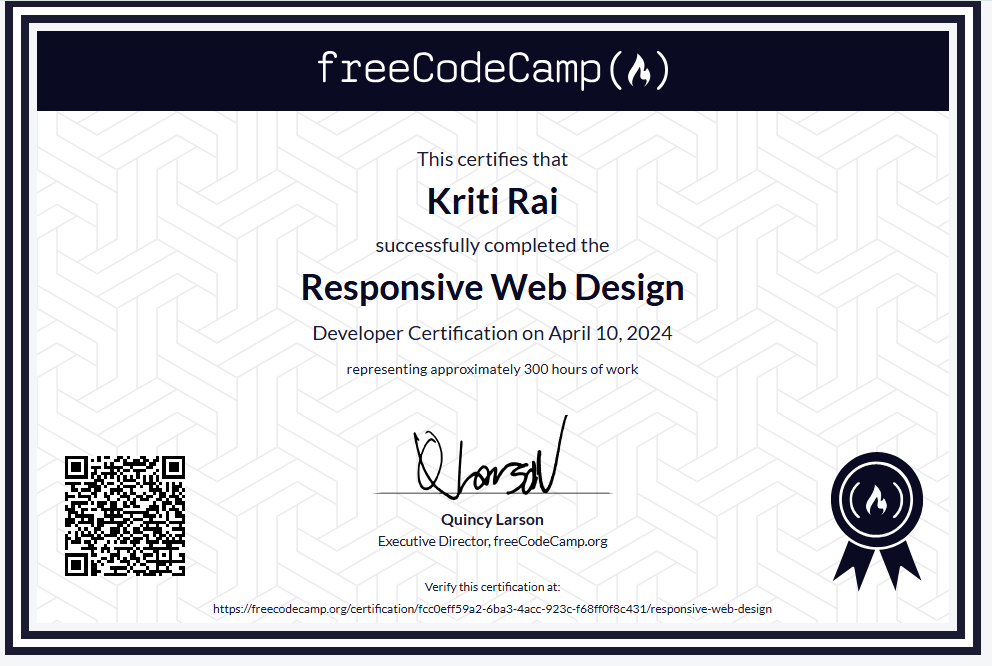 freeCodeCamp(🔥)
This certifies that
Kriti Rai
successfully completed the
Responsive Web Design
Developer Certification on April 10, 2024
representing approximately 300 hours of work
Q Larson
Quincy Larson
Executive Director, freeCodeCamp.org
Verify this certification at:
https://freecodecamp.org/certification/fcc0eff59a2-6ba3-4acc-923c-f68ff0f8c431/responsive-web-design